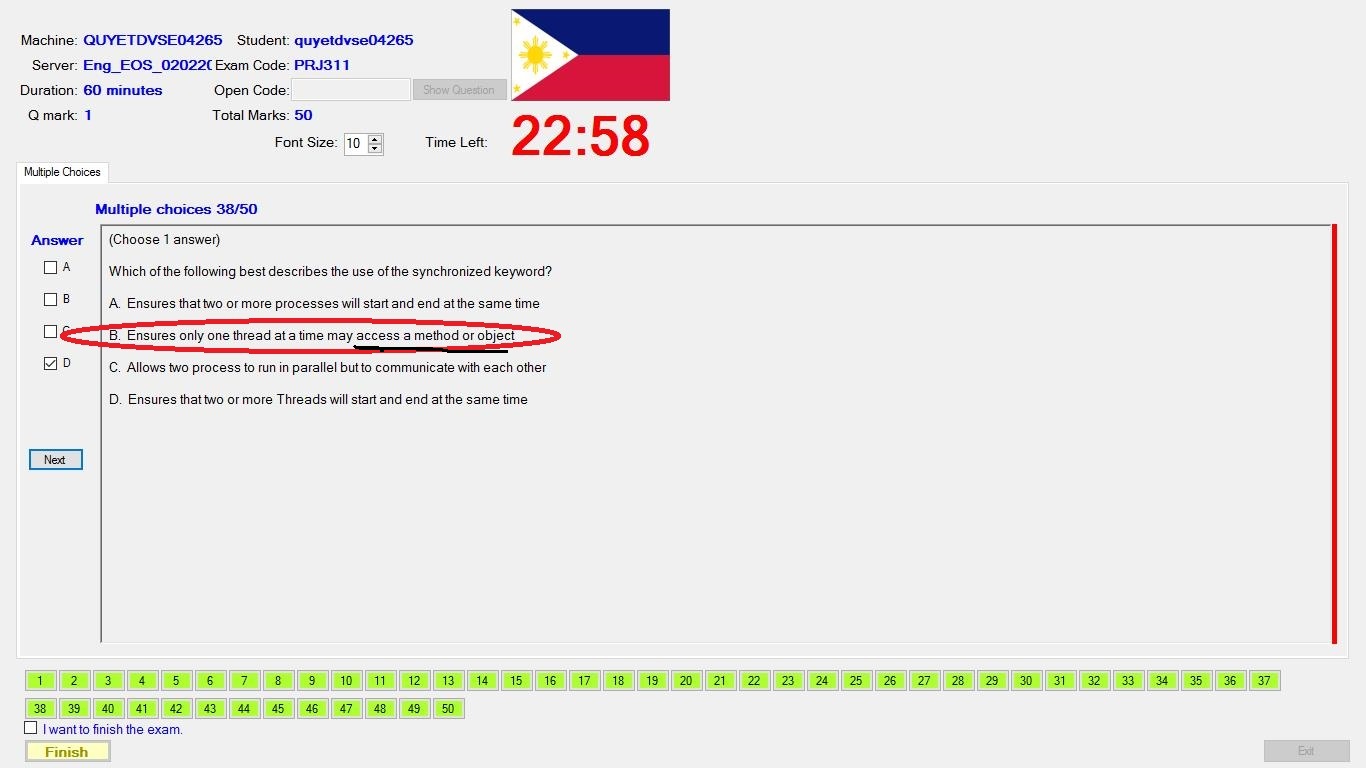 Machine: QUYETDVSE04265 Student: quyetdvse04265
Server: Eng_EOS_020220 Exam Code: PRJ311
Duration: 60 minutes Open Code: Show Question
Q mark: 1 Total Marks: 50
Font Size: 10 Time Left: 22:58
Multiple Choices
Multiple choices 38/50
Answer
(Choose 1 answer)
A
Which of the following best describes the use of the synchronized keyword?
B
A. Ensures that two or more processes will start and end at the same time
B. Ensures only one thread at a time may access a method or object
D
C. Allows two process to run in parallel but to communicate with each other
D. Ensures that two or more Threads will start and end at the same time
Next
1 2 3 4 5 6 7 8 9 10 11 12 13 14 15 16 17 18 19 20 21 22 23 24 25 26 27 28 29 30 31 32 33 34 35 36 37
38 39 40 41 42 43 44 45 46 47 48 49 50
I want to finish the exam.
Finish Exit